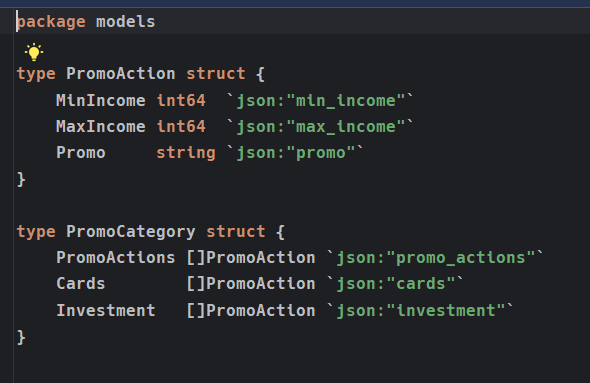 package models
type PromoAction struct {
    MinIncome int64  `json:"min_income"`
    MaxIncome int64  `json:"max_income"`
    Promo     string `json:"promo"`
}
type PromoCategory struct {
    PromoActions []PromoAction `json:"promo_actions"`
    Cards        []PromoAction `json:"cards"`
    Investment   []PromoAction `json:"investment"`
}